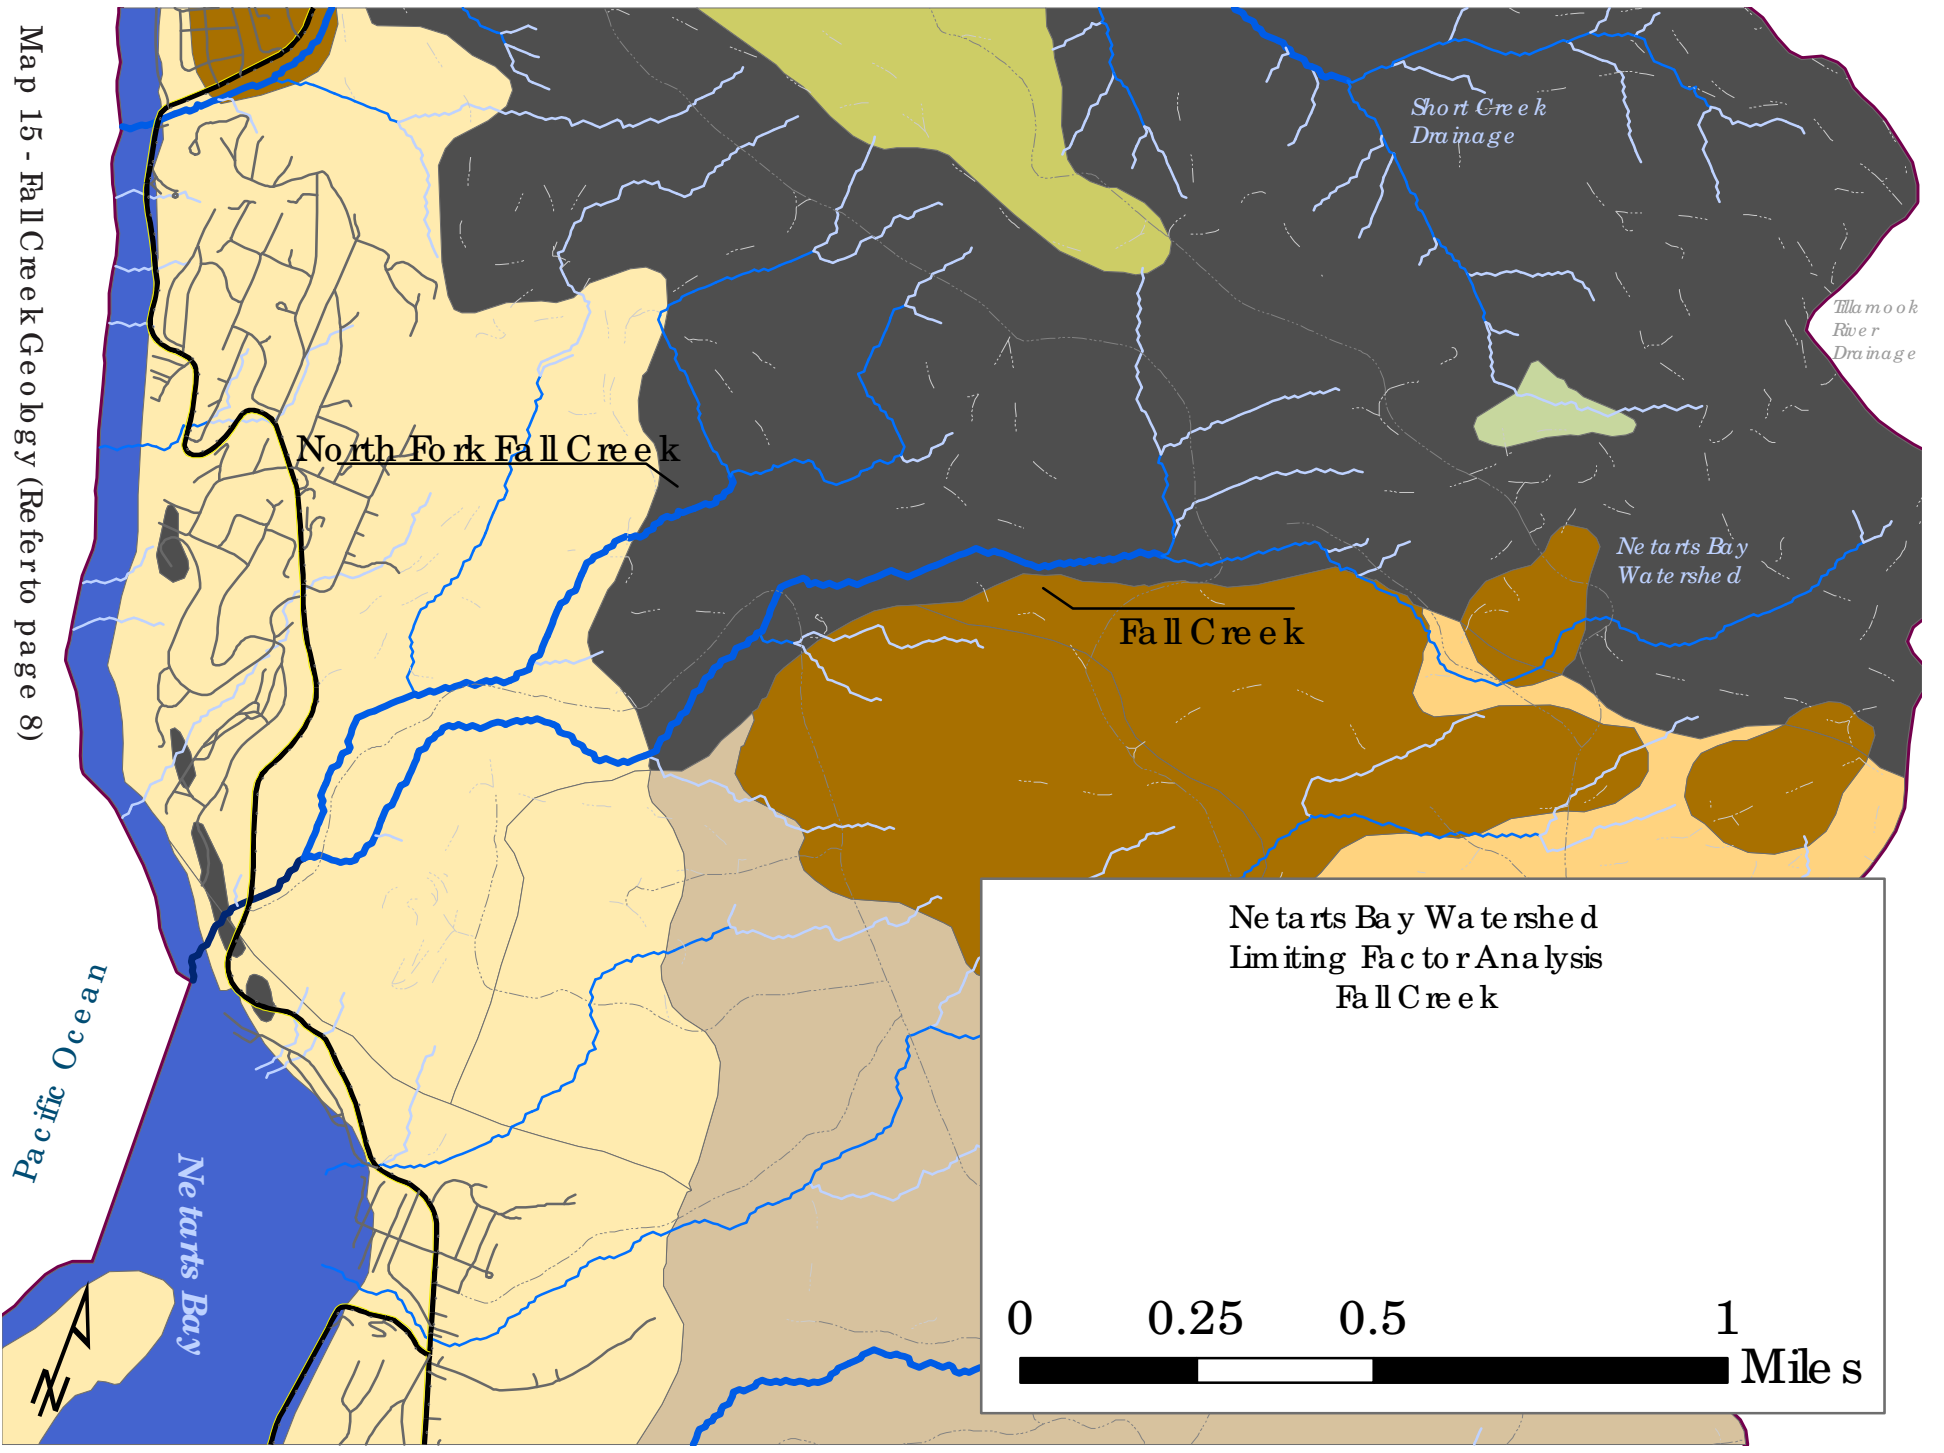 Map 15 - Fall Creek Geology (Refer to page 8)
Short Creek
Drainage
Tillamook
River
Drainage
North Fork Fall Creek
Netarts Bay
Watershed
Fall Creek
Pacific Ocean
Netarts Bay
N
Netarts Bay Watershed
Limiting Factor Analysis
Fall Creek
0 0.25 0.5 1
Miles